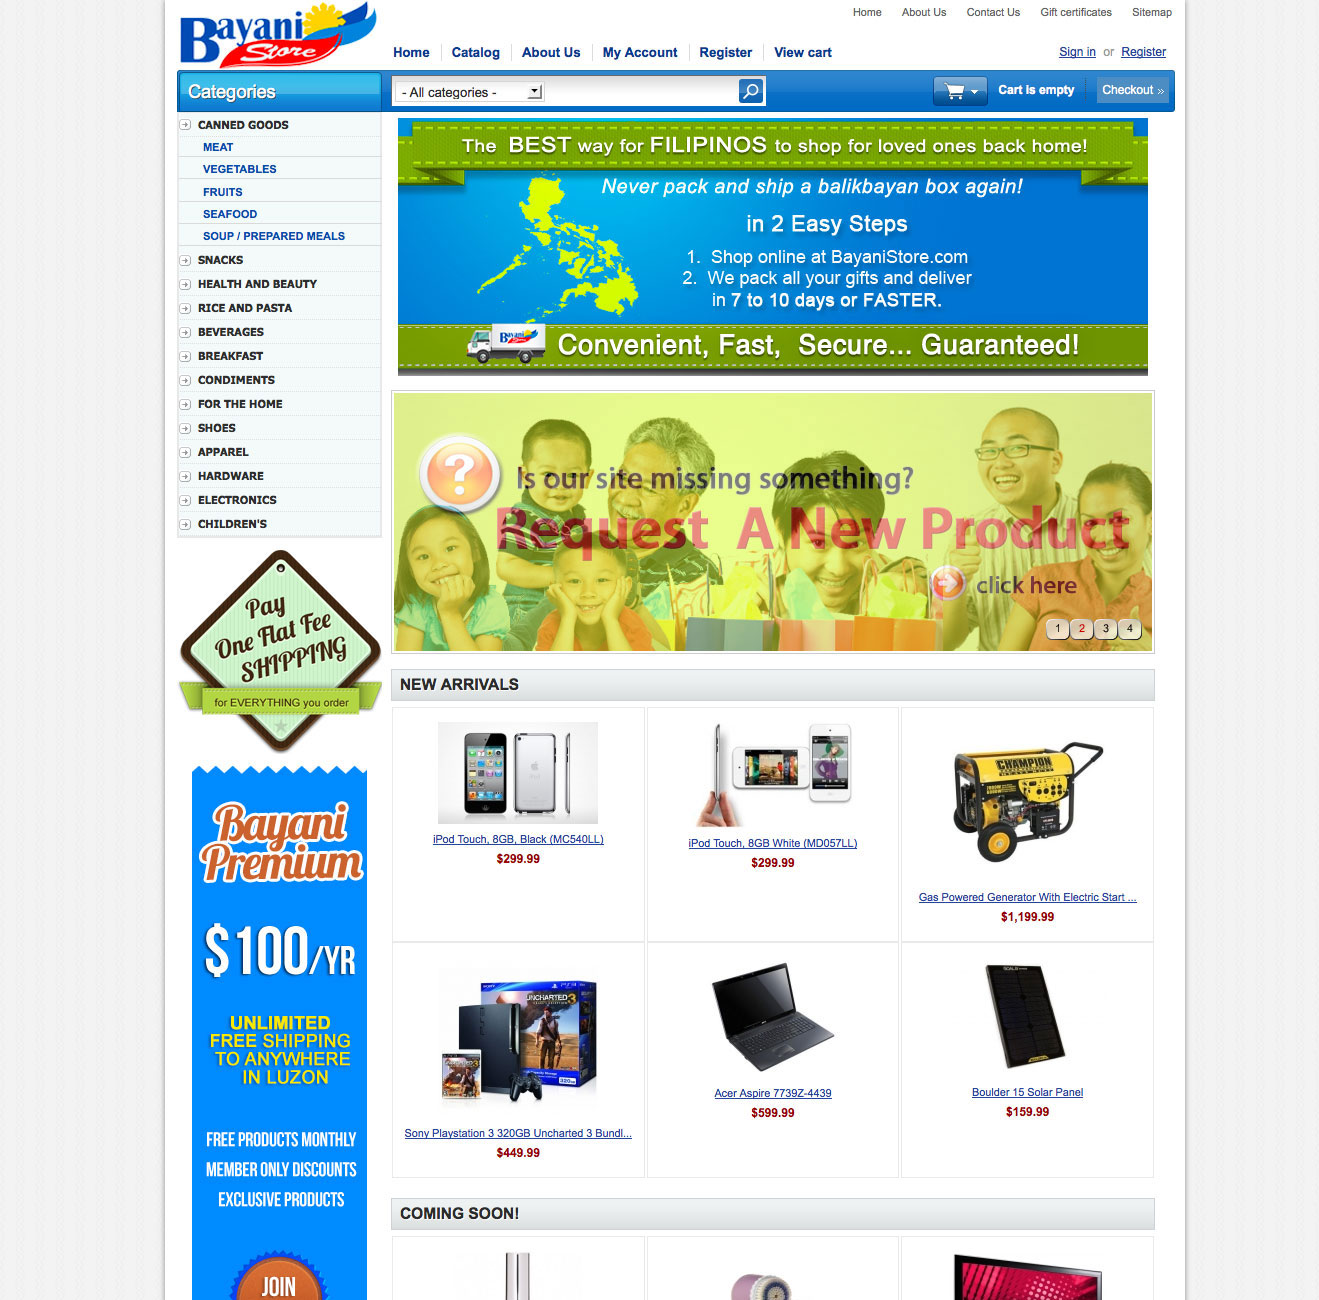 Bayani
Store
Home About Us Contact Us Gift certificates Sitemap
Home Catalog About Us My Account Register View cart
Sign in or Register
Categories
- All categories -
Cart is empty
Checkout »
CANNED GOODS
MEAT
VEGETABLES
FRUITS
SEAFOOD
SOUP / PREPARED MEALS
SNACKS
HEALTH AND BEAUTY
RICE AND PASTA
BEVERAGES
BREAKFAST
CONDIMENTS
FOR THE HOME
SHOES
APPAREL
HARDWARE
ELECTRONICS
CHILDREN'S
Pay
One Flat Fee
SHIPPING
for EVERYTHING you order
Bayani
Premium
$100/YR
UNLIMITED
FREE SHIPPING
TO ANYWHERE
IN LUZON
FREE PRODUCTS MONTHLY
MEMBER ONLY DISCOUNTS
EXCLUSIVE PRODUCTS
JOIN
The BEST way for FILIPINOS to shop for loved ones back home!
Never pack and ship a balikbayan box again!
in 2 Easy Steps
1. Shop online at BayaniStore.com
2. We pack all your gifts and deliver
in 7 to 10 days or FASTER.
Bayani
Convenient, Fast, Secure... Guaranteed!
? Is our site missing something?
Request A New Product
click here
1 2 3 4
NEW ARRIVALS
iPod Touch, 8GB, Black (MC540LL)
$299.99
iPod Touch, 8GB White (MD057LL)
$299.99
CHAMPION
Gas Powered Generator With Electric Start ...
$1,199.99
UNCHARTED 3
Sony Playstation 3 320GB Uncharted 3 Bundl...
$449.99
Acer Aspire 7739Z-4439
$599.99
Boulder 15 Solar Panel
$159.99
COMING SOON!